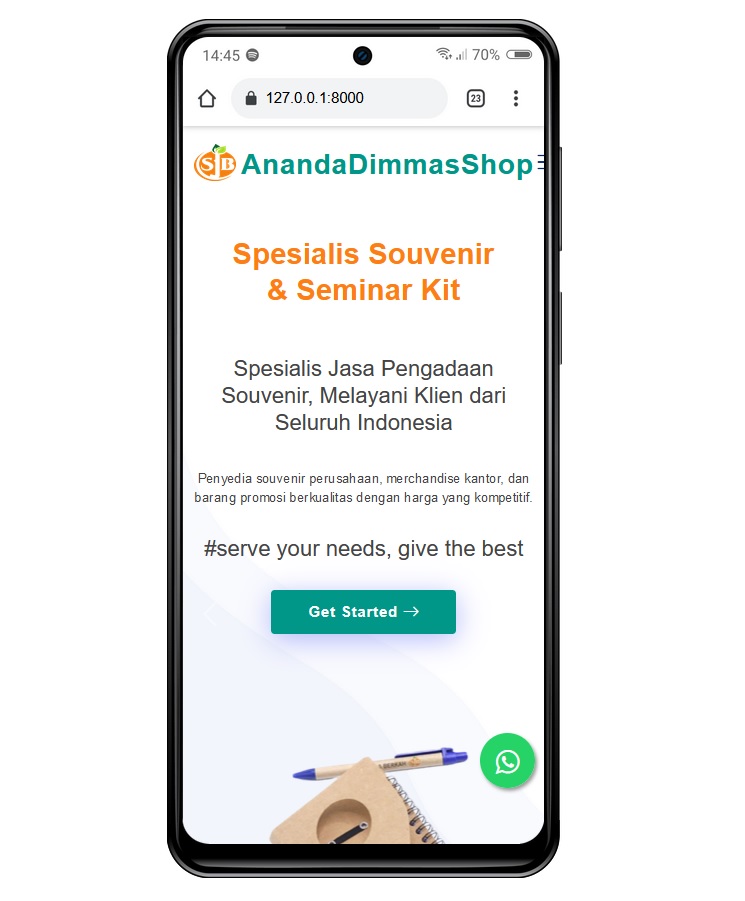 14:45
70%
127.0.0.1:8000
23
SB
AnandaDimmasShop
Spesialis Souvenir
& Seminar Kit
Spesialis Jasa Pengadaan
Souvenir, Melayani Klien dari
Seluruh Indonesia
Penyedia souvenir perusahaan, merchandise kantor, dan
barang promosi berkualitas dengan harga yang kompetitif.
#serve your needs, give the best
Get Started →